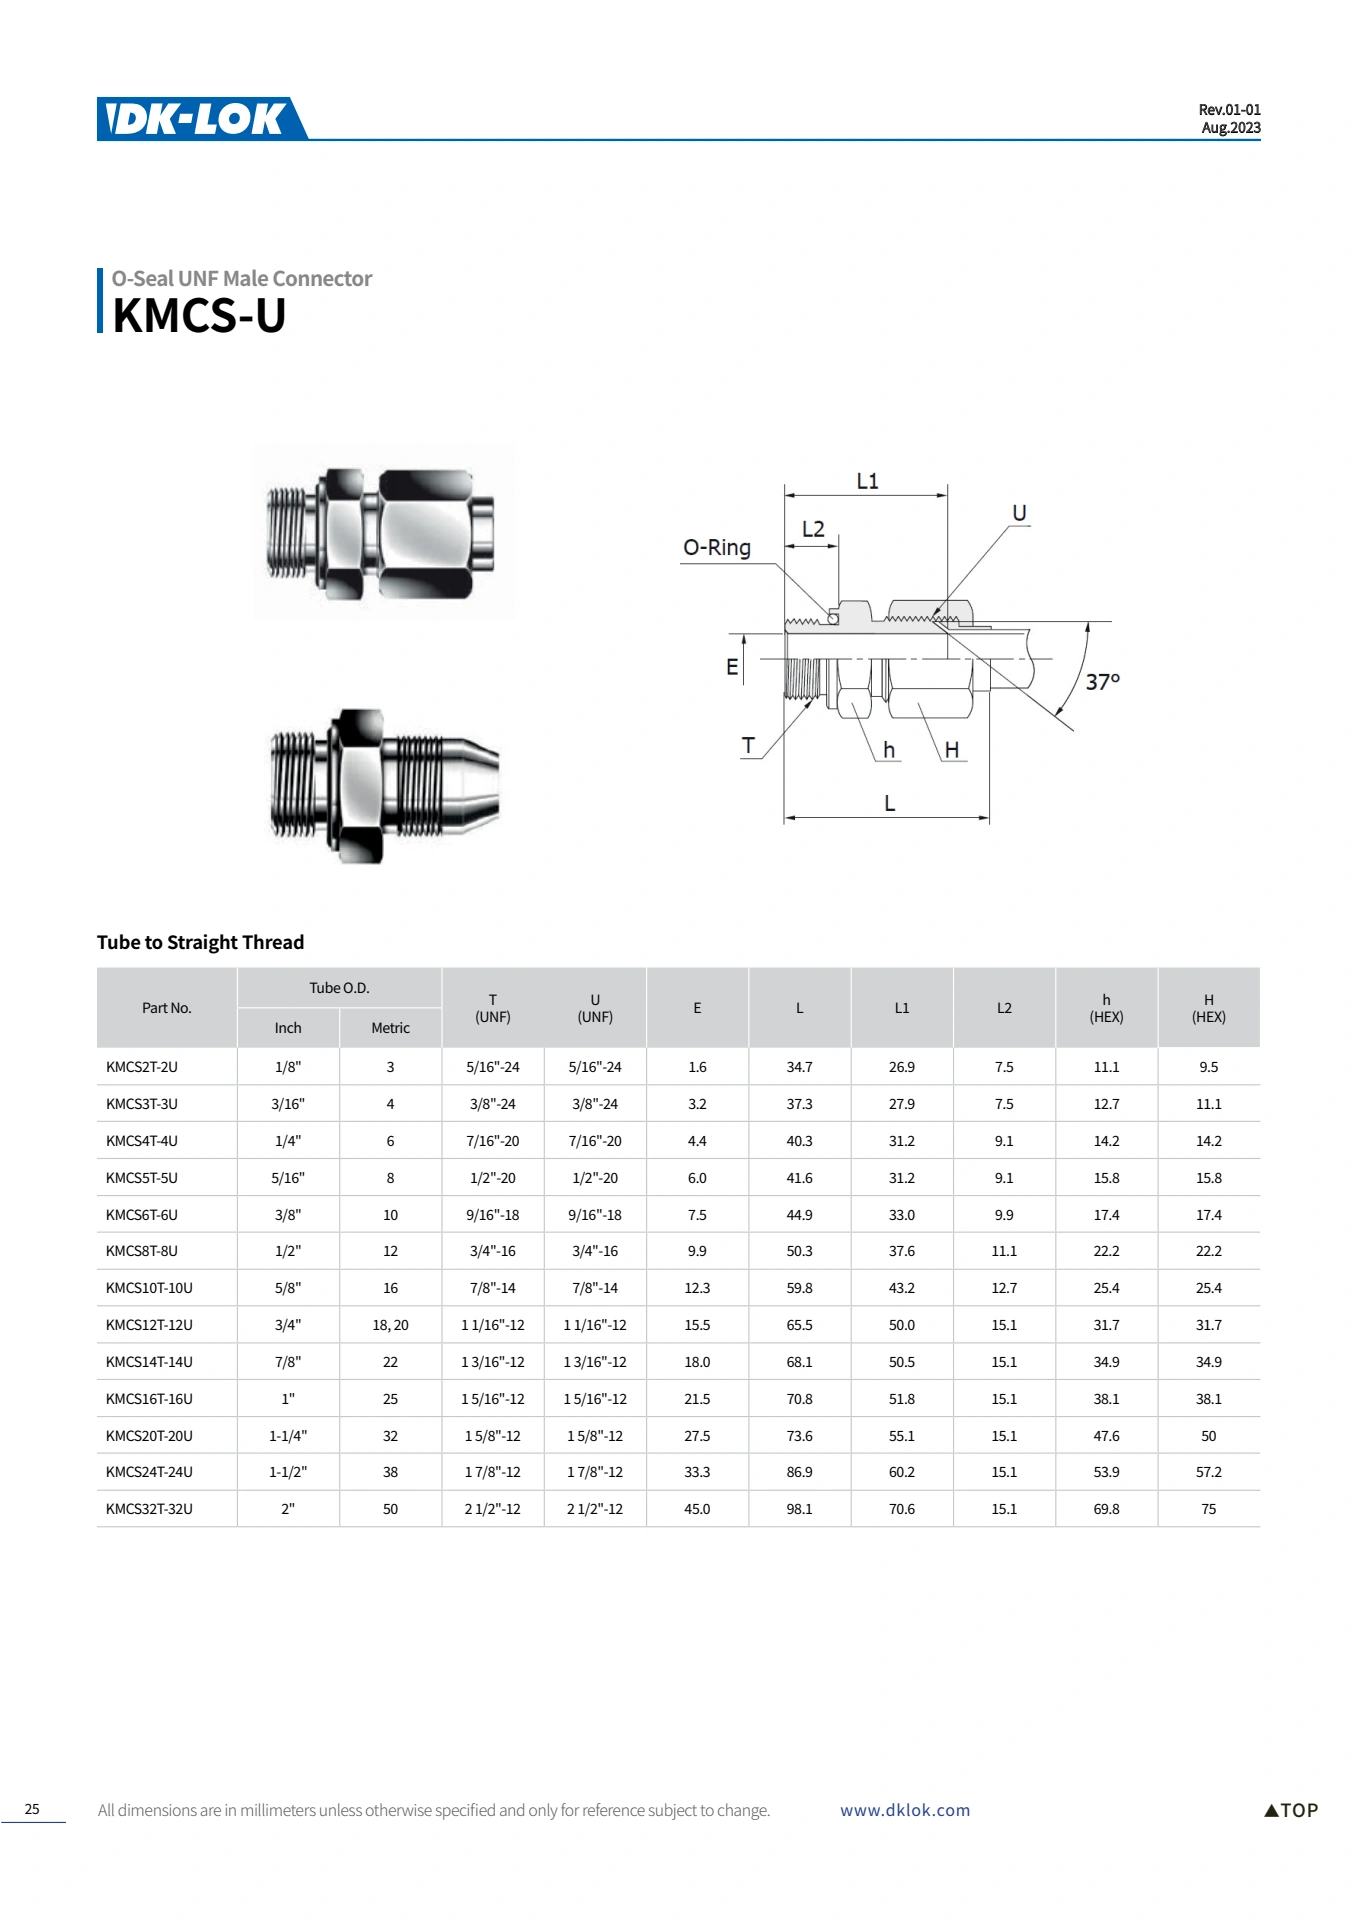 DK-LOK
Rev.01-01
Aug.2023
O-Seal UNF Male Connector
KMCS-U
L1
L2
U
O-Ring
E
37°
T
h
H
L
Tube to Straight Thread
Part No. Tube O.D. T (UNF) U (UNF) E L L1 L2 h (HEX) H (HEX)
Inch Metric
KMCS2T-2U 1/8" 3 5/16"-24 5/16"-24 1.6 34.7 26.9 7.5 11.1 9.5
KMCS3T-3U 3/16" 4 3/8"-24 3/8"-24 3.2 37.3 27.9 7.5 12.7 11.1
KMCS4T-4U 1/4" 6 7/16"-20 7/16"-20 4.4 40.3 31.2 9.1 14.2 14.2
KMCS5T-5U 5/16" 8 1/2"-20 1/2"-20 6.0 41.6 31.2 9.1 15.8 15.8
KMCS6T-6U 3/8" 10 9/16"-18 9/16"-18 7.5 44.9 33.0 9.9 17.4 17.4
KMCS8T-8U 1/2" 12 3/4"-16 3/4"-16 9.9 50.3 37.6 11.1 22.2 22.2
KMCS10T-10U 5/8" 16 7/8"-14 7/8"-14 12.3 59.8 43.2 12.7 25.4 25.4
KMCS12T-12U 3/4" 18, 20 1 1/16"-12 1 1/16"-12 15.5 65.5 50.0 15.1 31.7 31.7
KMCS14T-14U 7/8" 22 1 3/16"-12 1 3/16"-12 18.0 68.1 50.5 15.1 34.9 34.9
KMCS16T-16U 1" 25 1 5/16"-12 1 5/16"-12 21.5 70.8 51.8 15.1 38.1 38.1
KMCS20T-20U 1-1/4" 32 1 5/8"-12 1 5/8"-12 27.5 73.6 55.1 15.1 47.6 50
KMCS24T-24U 1-1/2" 38 1 7/8"-12 1 7/8"-12 33.3 86.9 60.2 15.1 53.9 57.2
KMCS32T-32U 2" 50 2 1/2"-12 2 1/2"-12 45.0 98.1 70.6 15.1 69.8 75
25 All dimensions are in millimeters unless otherwise specified and only for reference subject to change. www.dklok.com ▲TOP